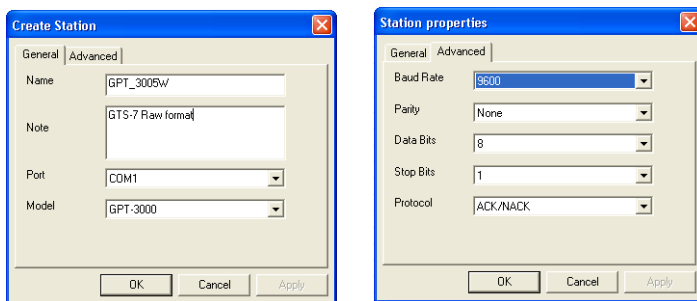 Create Station
General Advanced
Name GPT_3005W
Note GTS-7 Raw format
Port COM1
Model GPT-3000
OK Cancel Apply
Station properties
General Advanced
Baud Rate 9600
Parity None
Data Bits 8
Stop Bits 1
Protocol ACK/NACK
OK Cancel Apply